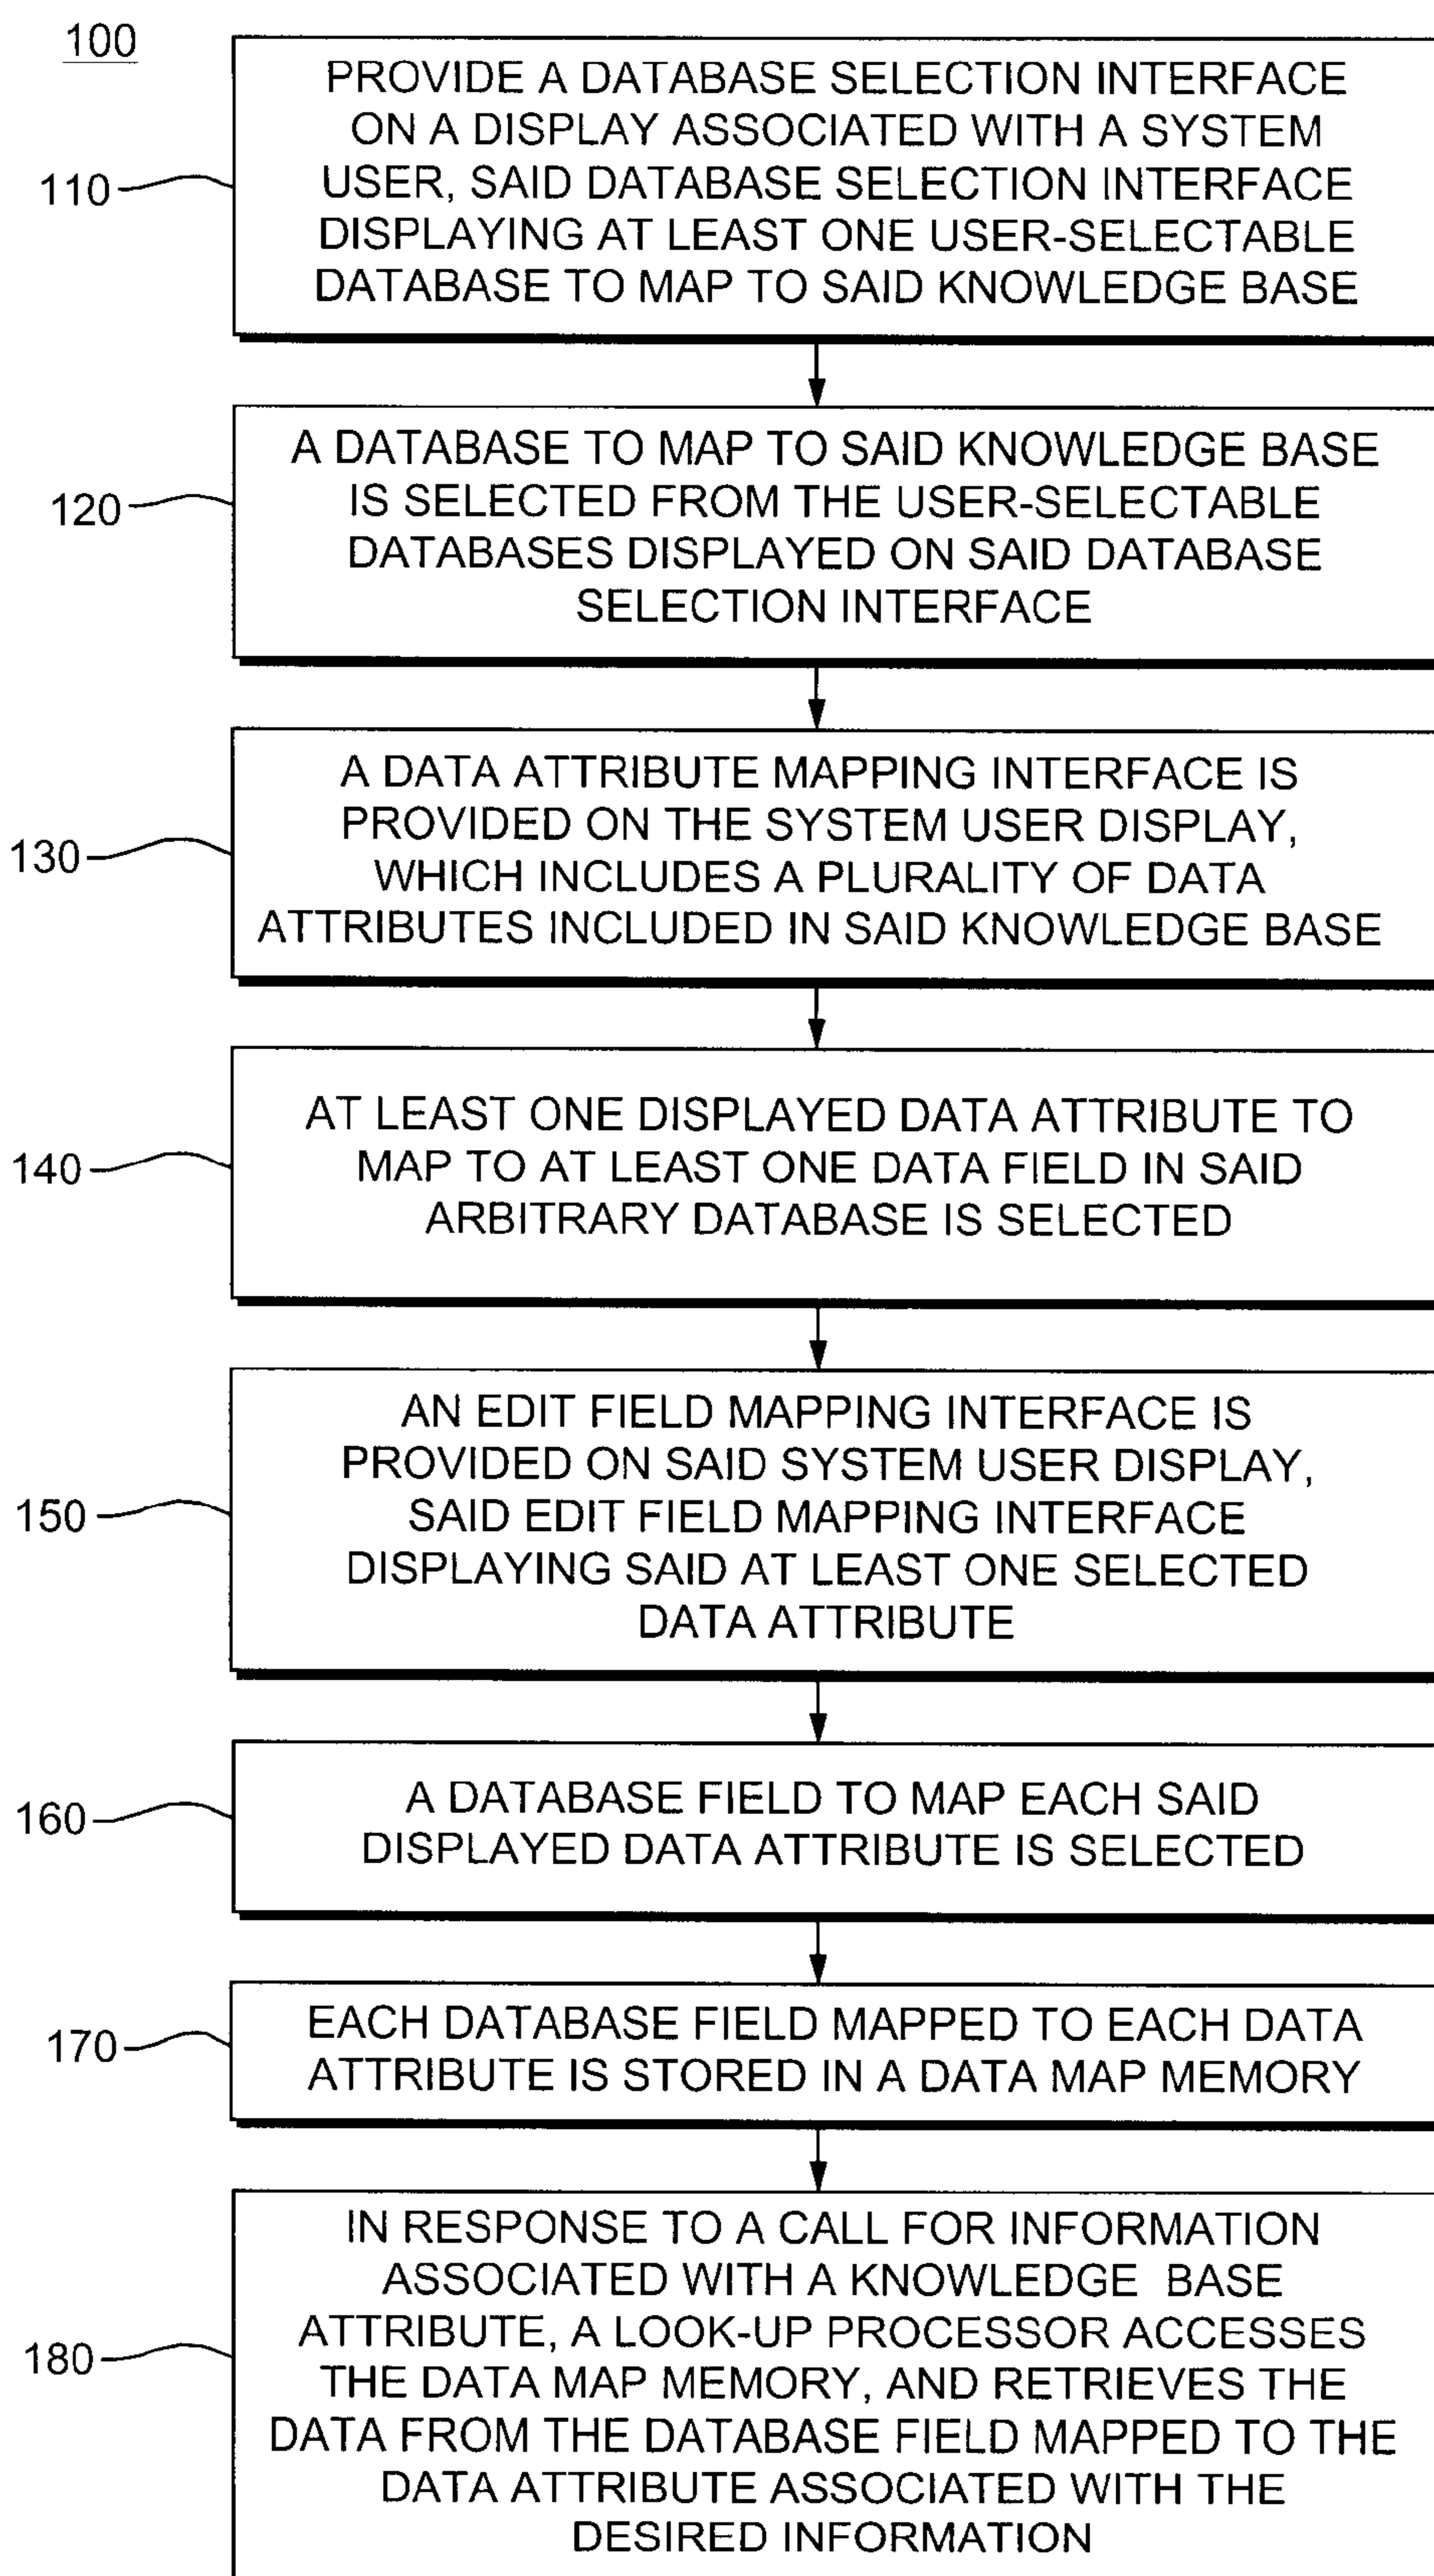 100
110
PROVIDE A DATABASE SELECTION INTERFACE
ON A DISPLAY ASSOCIATED WITH A SYSTEM
USER, SAID DATABASE SELECTION INTERFACE
DISPLAYING AT LEAST ONE USER-SELECTABLE
DATABASE TO MAP TO SAID KNOWLEDGE BASE
120
A DATABASE TO MAP TO SAID KNOWLEDGE BASE
IS SELECTED FROM THE USER-SELECTABLE
DATABASES DISPLAYED ON SAID DATABASE
SELECTION INTERFACE
130
A DATA ATTRIBUTE MAPPING INTERFACE IS
PROVIDED ON THE SYSTEM USER DISPLAY,
WHICH INCLUDES A PLURALITY OF DATA
ATTRIBUTES INCLUDED IN SAID KNOWLEDGE BASE
140
AT LEAST ONE DISPLAYED DATA ATTRIBUTE TO
MAP TO AT LEAST ONE DATA FIELD IN SAID
ARBITRARY DATABASE IS SELECTED
150
AN EDIT FIELD MAPPING INTERFACE IS
PROVIDED ON SAID SYSTEM USER DISPLAY,
SAID EDIT FIELD MAPPING INTERFACE
DISPLAYING SAID AT LEAST ONE SELECTED
DATA ATTRIBUTE
160
A DATABASE FIELD TO MAP EACH SAID
DISPLAYED DATA ATTRIBUTE IS SELECTED
170
EACH DATABASE FIELD MAPPED TO EACH DATA
ATTRIBUTE IS STORED IN A DATA MAP MEMORY
180
IN RESPONSE TO A CALL FOR INFORMATION
ASSOCIATED WITH A KNOWLEDGE BASE
ATTRIBUTE, A LOOK-UP PROCESSOR ACCESSES
THE DATA MAP MEMORY, AND RETRIEVES THE
DATA FROM THE DATABASE FIELD MAPPED TO THE
DATA ATTRIBUTE ASSOCIATED WITH THE
DESIRED INFORMATION